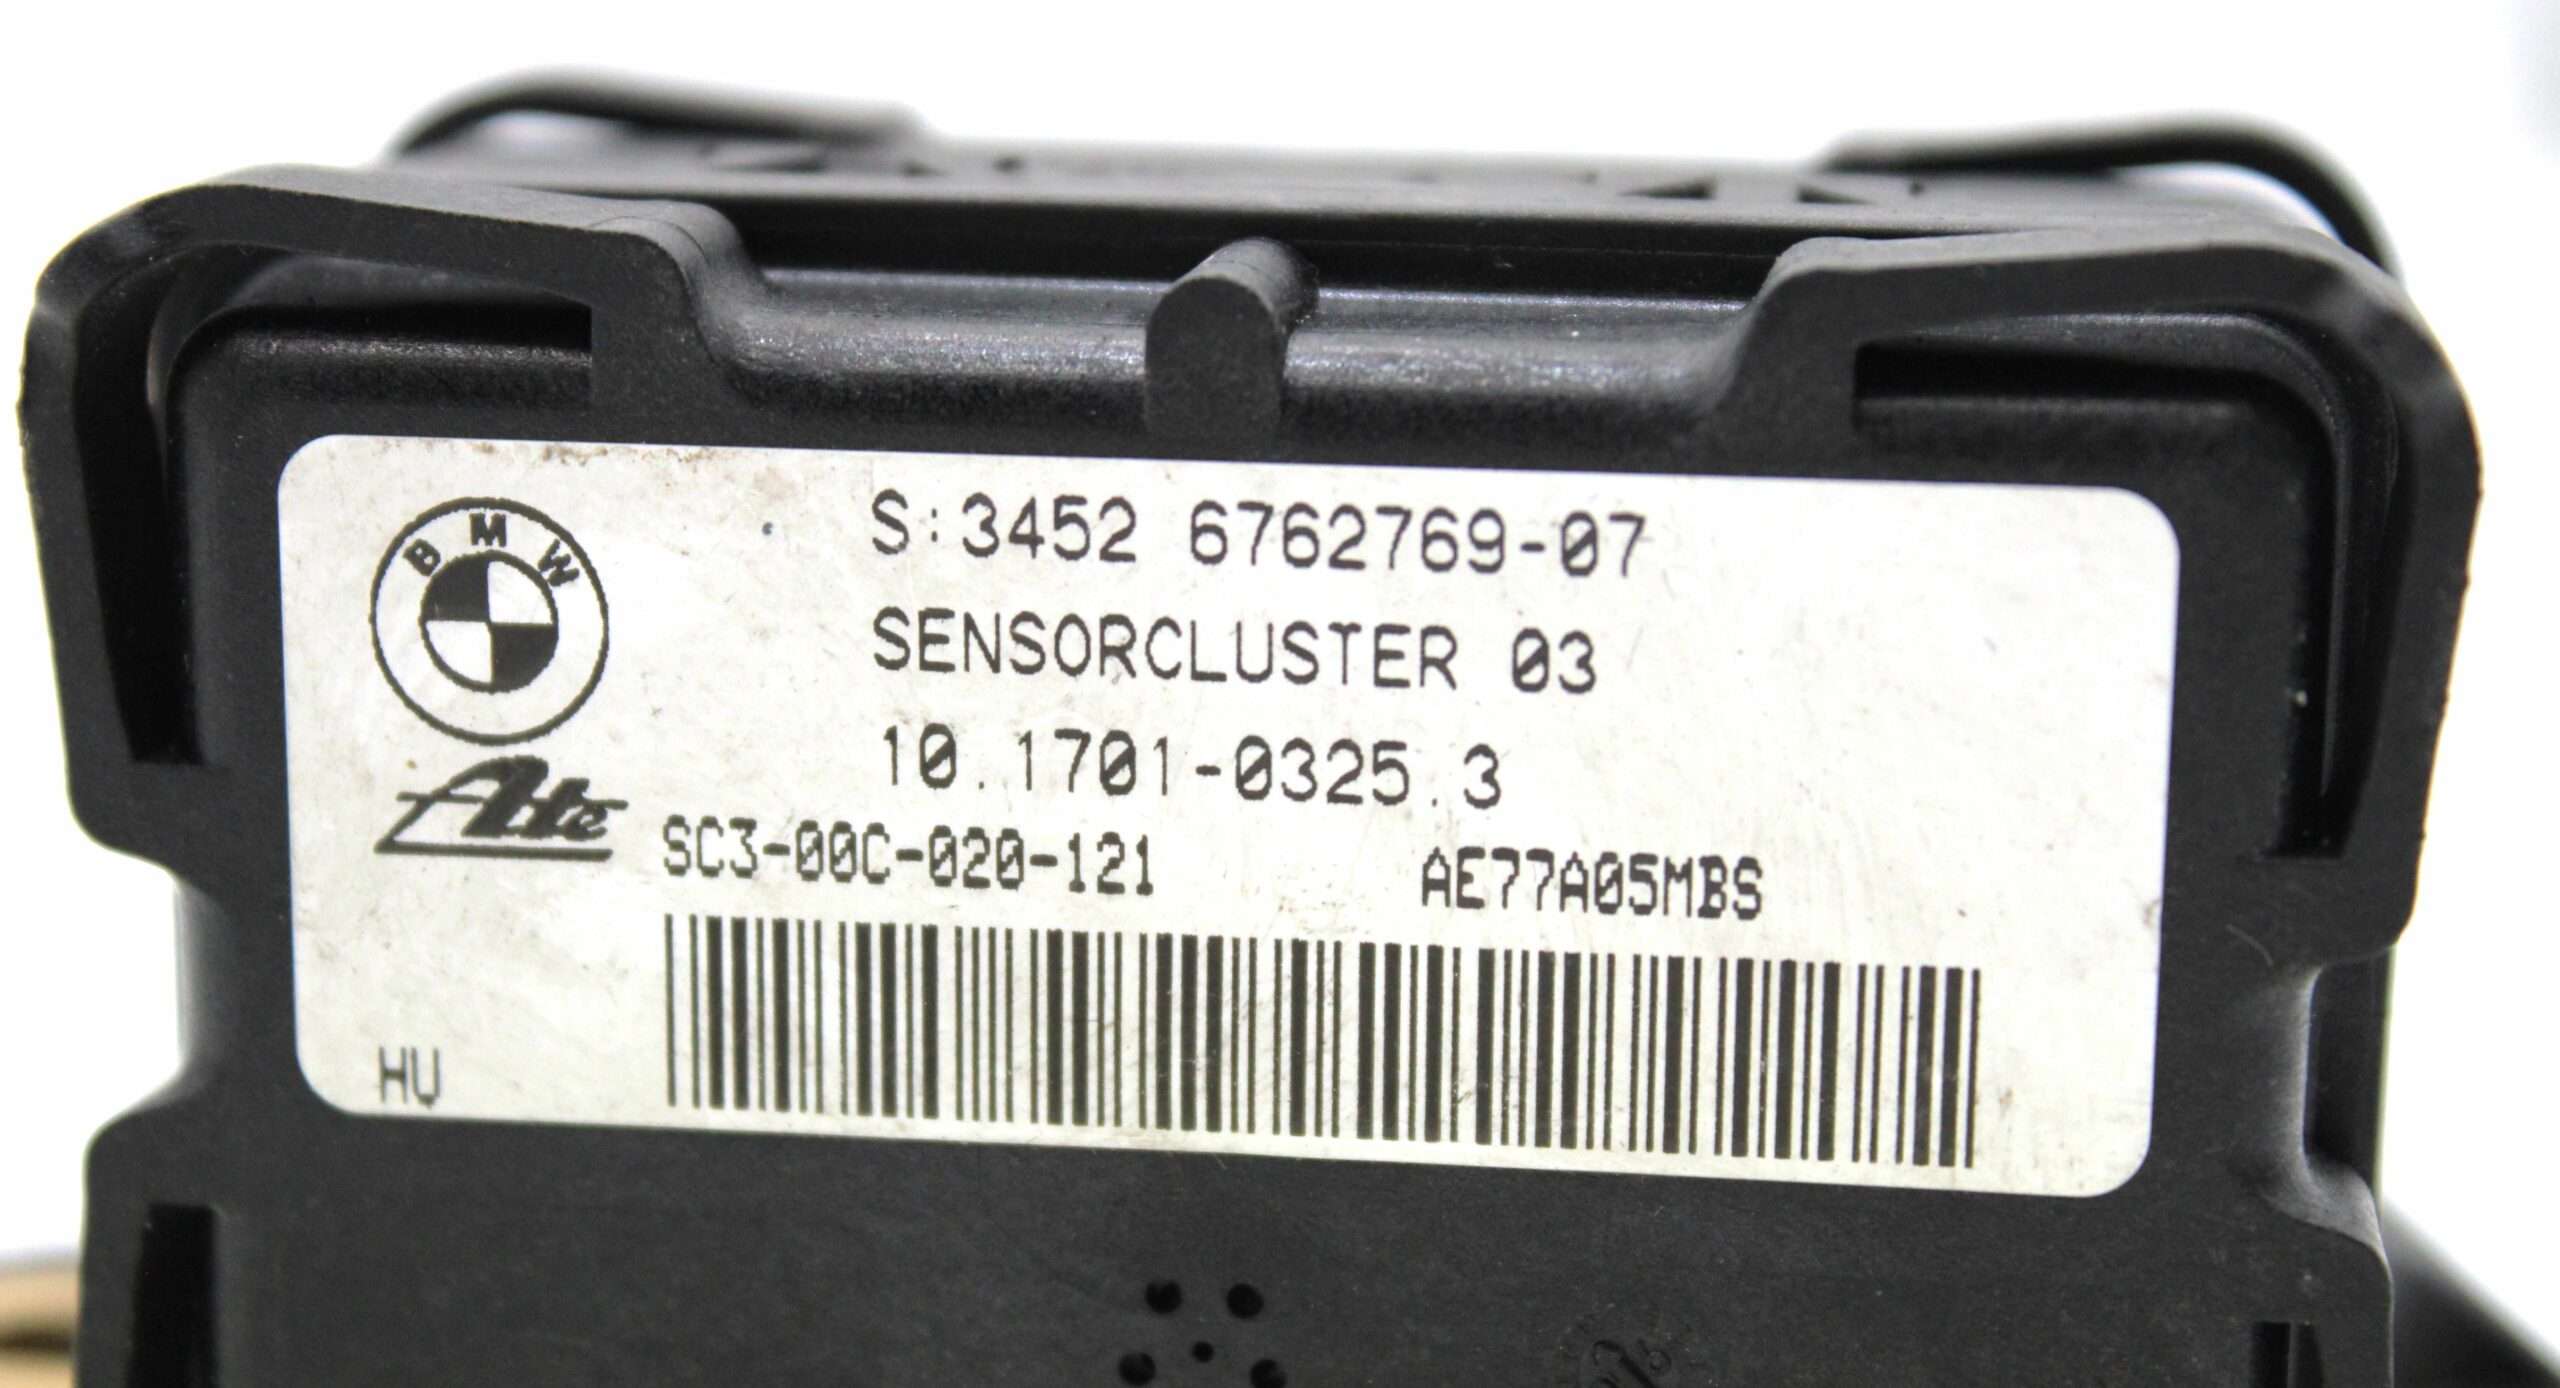 S:3452 6762769-07
BMW
SENSORCLUSTER 03
10.1701-0325.3
Ate
SC3-00C-020-121 AE77A05MBS
HU